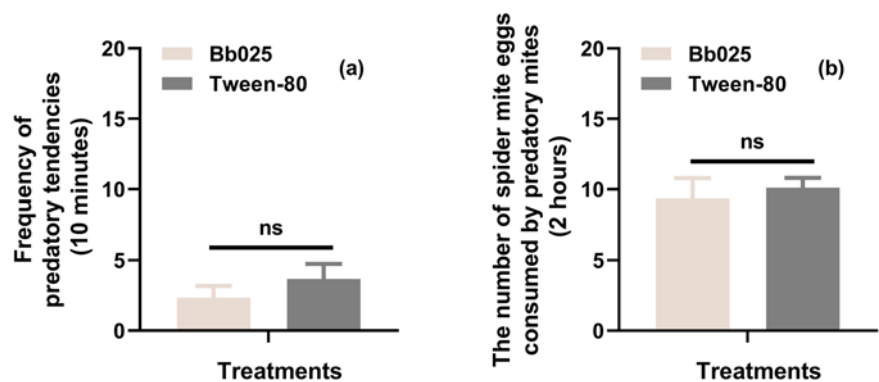 Frequency of
predatory tendencies
(10 minutes)
20
15
10
5
0
Bb025
Tween-80
(a)
ns
Treatments
The number of spider mite eggs
consumed by predatory mites
(2 hours)
20
15
10
5
0
Bb025
Tween-80
(b)
ns
Treatments